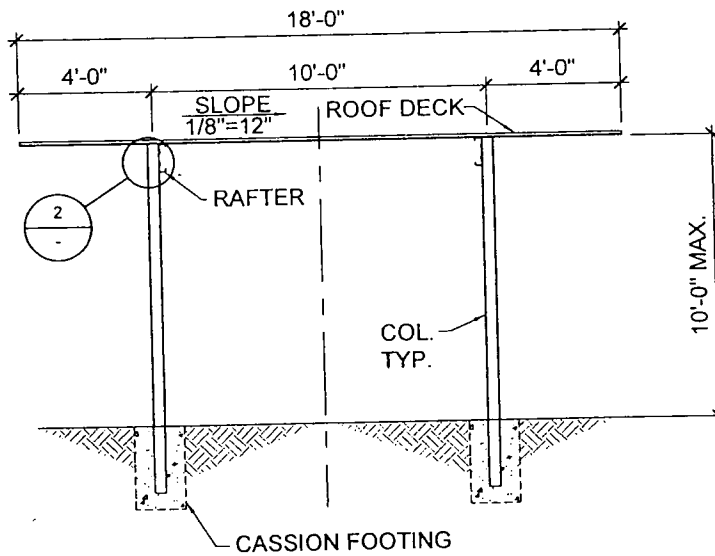 18'-0"
4'-0"
10'-0"
4'-0"
SLOPE
1/8"=12"
ROOF DECK
RAFTER
2
-
10'-0" MAX.
COL.
TYP.
CASSION FOOTING